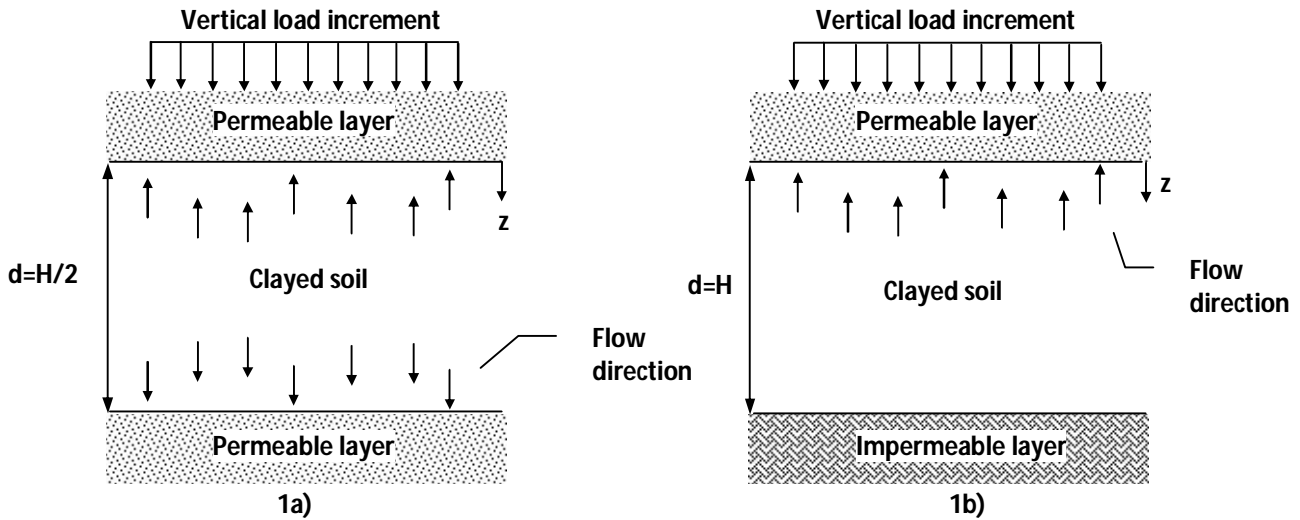 Vertical load increment
Permeable layer
z
d=H/2
Clayed soil
Flow
direction
Permeable layer
1a)
Vertical load increment
Permeable layer
z
d=H
Clayed soil
Flow
direction
Impermeable layer
1b)